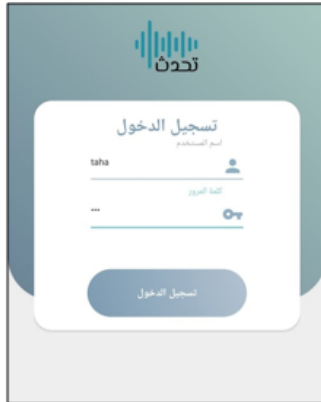 تحدث
تسجيل الدخول
اسم المستخدم
taha
كلمة المرور
•••
تسجيل الدخول